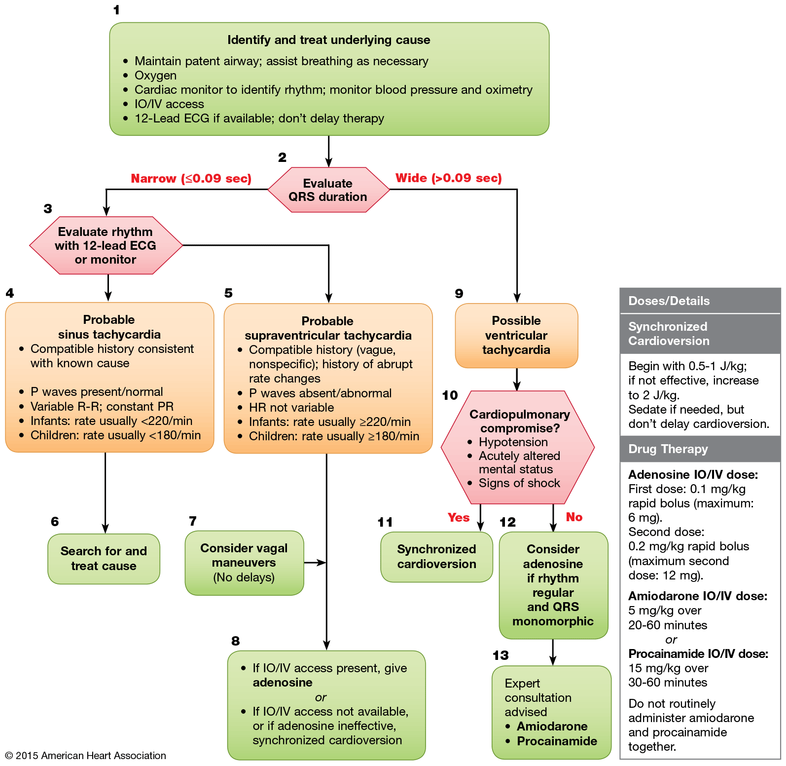 1
Identify and treat underlying cause
• Maintain patent airway; assist breathing as necessary
• Oxygen
• Cardiac monitor to identify rhythm; monitor blood pressure and oximetry
• IO/IV access
• 12-Lead ECG if available; don’t delay therapy
2
Evaluate
QRS duration
Narrow (≤0.09 sec)
Wide (>0.09 sec)
3
Evaluate rhythm
with 12-lead ECG
or monitor
4
Probable
sinus tachycardia
• Compatible history consistent
with known cause
• P waves present/normal
• Variable R-R; constant PR
• Infants: rate usually <220/min
• Children: rate usually <180/min
5
Probable
supraventricular tachycardia
• Compatible history (vague,
nonspecific); history of abrupt
rate changes
• P waves absent/abnormal
• HR not variable
• Infants: rate usually ≥220/min
• Children: rate usually ≥180/min
9
Possible
ventricular
tachycardia
10
Cardiopulmonary
compromise?
• Hypotension
• Acutely altered
mental status
• Signs of shock
Yes
No
6
Search for and
treat cause
7
Consider vagal
maneuvers
(No delays)
8
• If IO/IV access present, give
adenosine
or
• If IO/IV access not available,
or if adenosine ineffective,
synchronized cardioversion
11
Synchronized
cardioversion
12
Consider
adenosine
if rhythm
regular
and QRS
monomorphic
13
Expert
consultation
advised
• Amiodarone
• Procainamide
Doses/Details
Synchronized
Cardioversion
Begin with 0.5-1 J/kg;
if not effective, increase
to 2 J/kg.
Sedate if needed, but
don’t delay cardioversion.
Drug Therapy
Adenosine IO/IV dose:
First dose: 0.1 mg/kg
rapid bolus (maximum:
6 mg).
Second dose:
0.2 mg/kg rapid bolus
(maximum second
dose: 12 mg).
Amiodarone IO/IV dose:
5 mg/kg over
20-60 minutes
or
Procainamide IO/IV dose:
15 mg/kg over
30-60 minutes
Do not routinely
administer amiodarone
and procainamide
together.
© 2015 American Heart Association